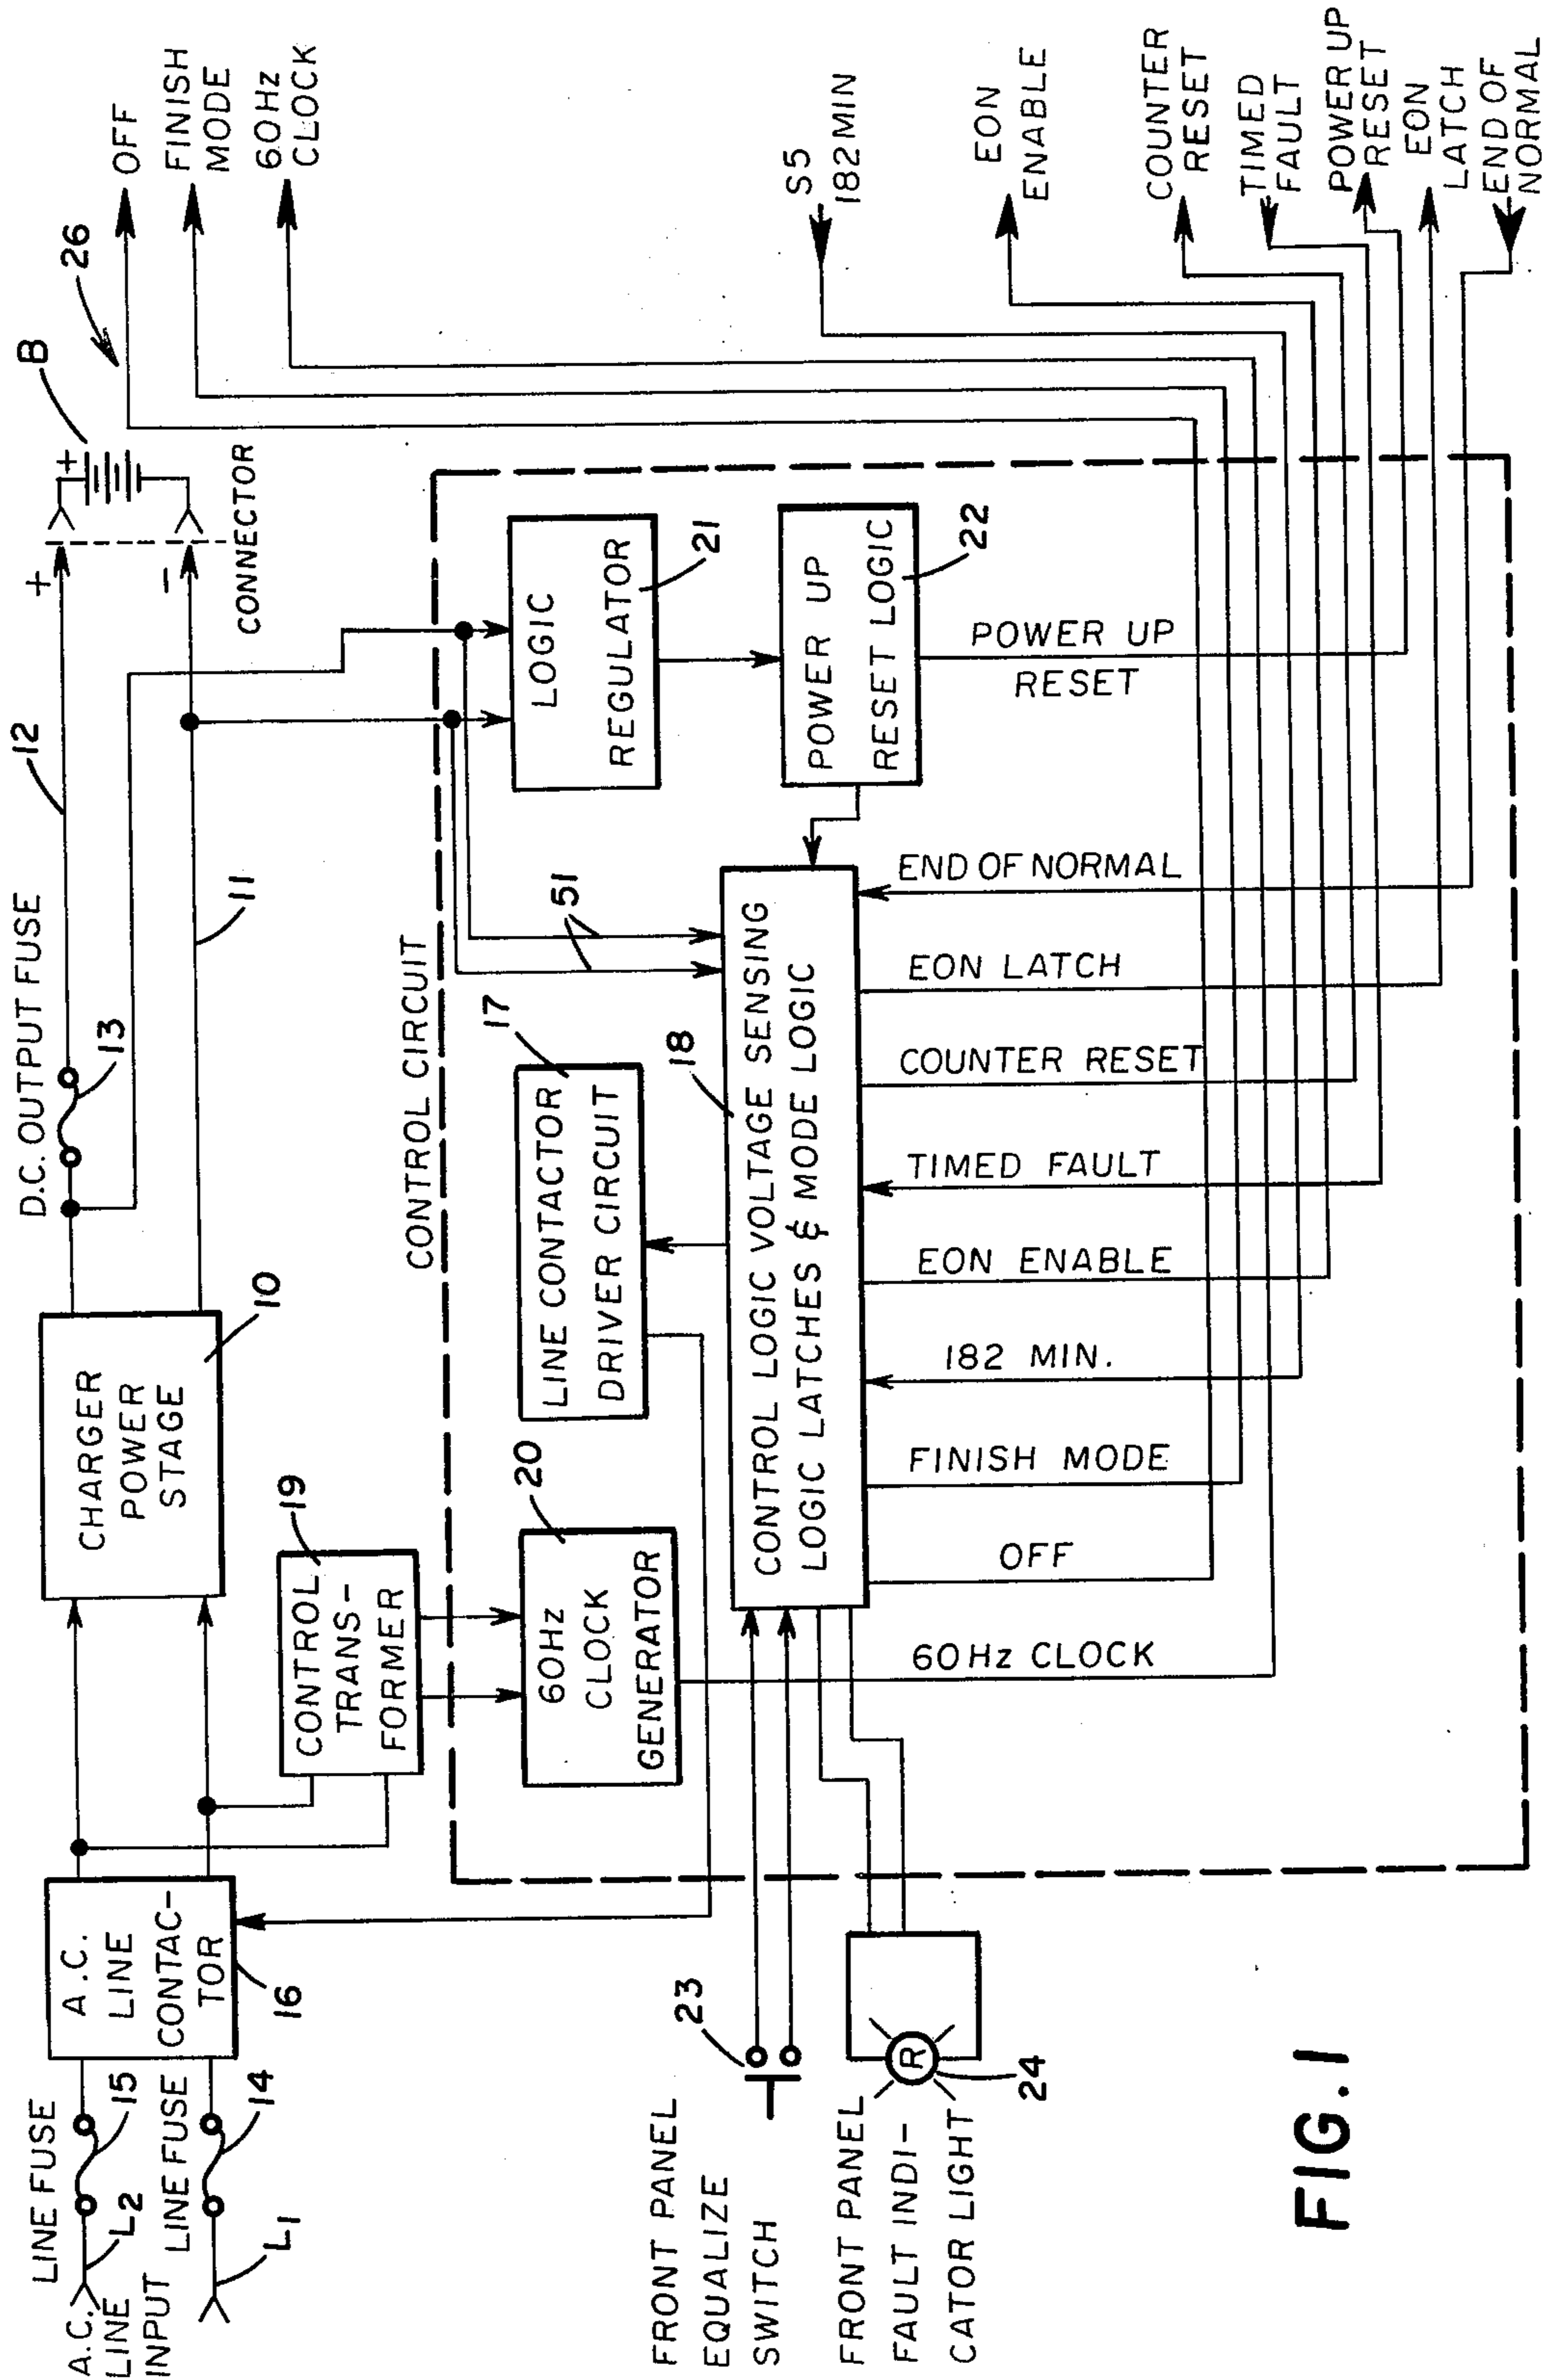 A.C.
LINE
INPUT
LINE FUSE
15
L2
LINE FUSE
14
L1
A.C.
LINE
CONTAC-
TOR
16
CHARGER
POWER
STAGE
10
D.C. OUTPUT FUSE
13
12
11
+
-
CONNECTOR
+
B
26
OFF
FINISH
MODE
60Hz
CLOCK
S5
182 MIN
EON
ENABLE
COUNTER
RESET
TIMED
FAULT
POWER UP
RESET
EON
LATCH
END OF
NORMAL
CONTROL
TRANS-
FORMER
19
CONTROL CIRCUIT
60Hz
CLOCK
GENERATOR
20
LINE CONTACTOR
DRIVER CIRCUIT
17
51
LOGIC
REGULATOR
21
POWER UP
RESET LOGIC
22
POWER UP
RESET
CONTROL LOGIC VOLTAGE SENSING
LOGIC LATCHES & MODE LOGIC
18
60Hz CLOCK
OFF
FINISH MODE
182 MIN.
EON ENABLE
TIMED FAULT
COUNTER RESET
EON LATCH
END OF NORMAL
FRONT PANEL
EQUALIZE
SWITCH
23
FRONT PANEL
FAULT INDI-
CATOR LIGHT
R
24
FIG. 1